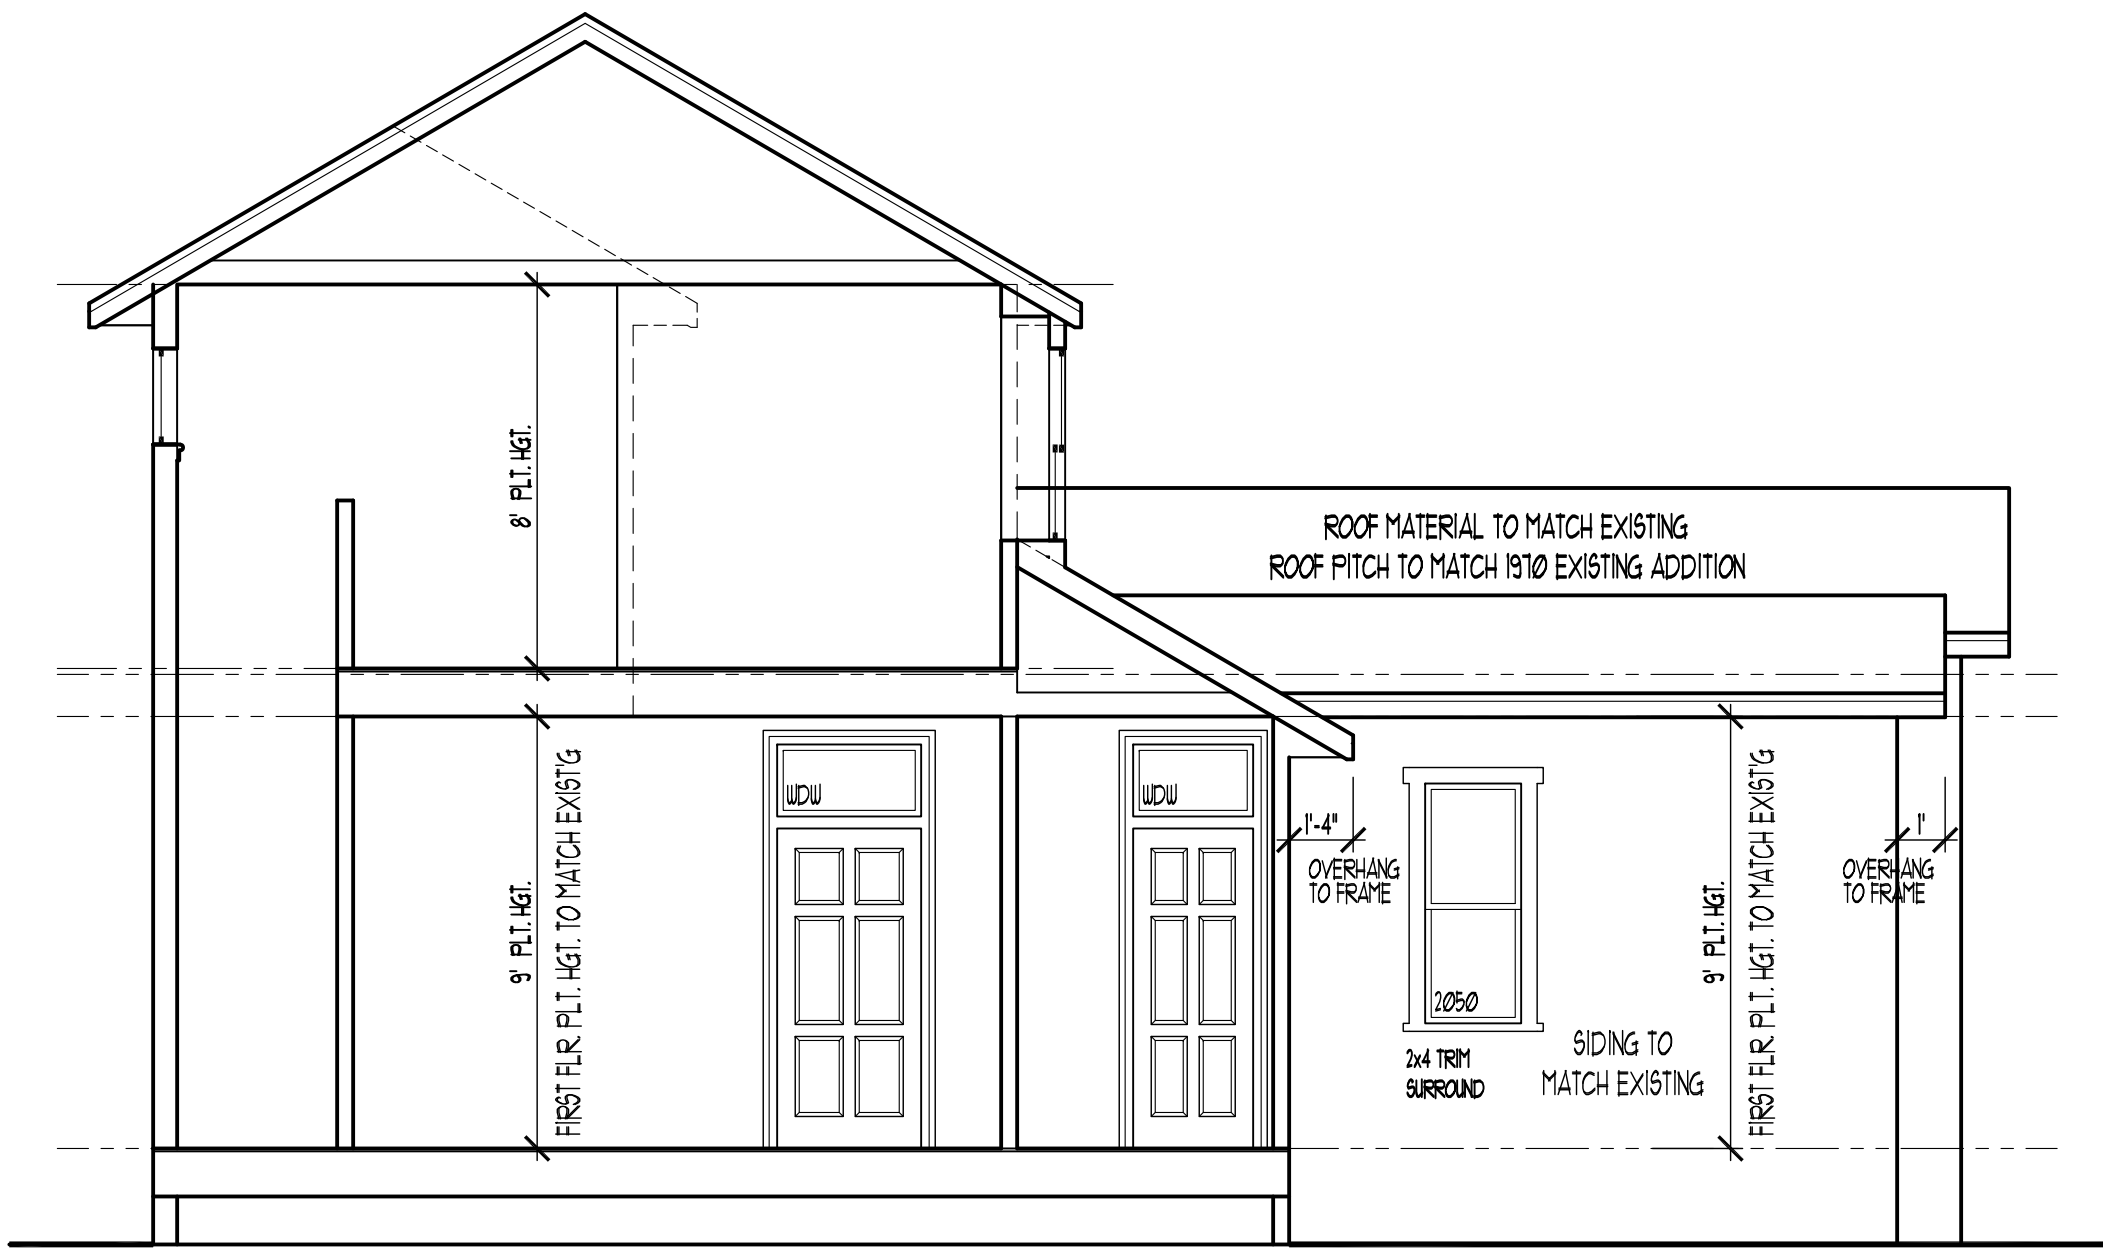 ROOF MATERIAL TO MATCH EXISTING
ROOF PITCH TO MATCH 1970 EXISTING ADDITION
8' PLT. HGT.
9' PLT. HGT.
FIRST FLR. PLT. HGT. TO MATCH EXIST'G
WDW
WDW
1'-4"
OVERHANG
TO FRAME
2050
2x4 TRIM
SURROUND
SIDING TO
MATCH EXISTING
9' PLT. HGT.
FIRST FLR. PLT. HGT. TO MATCH EXIST'G
1'
OVERHANG
TO FRAME